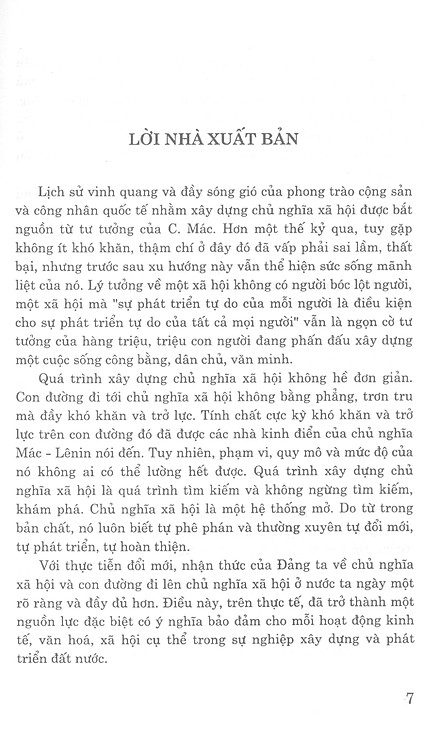 LỜI NHÀ XUẤT BẢN
Lịch sử vinh quang và đầy sóng gió của phong trào cộng sản
và công nhân quốc tế nhằm xây dựng chủ nghĩa xã hội được bắt
nguồn từ tư tưởng của C. Mác. Hơn một thế kỷ qua, tuy gặp
không ít khó khăn, thậm chí ở đây đó đã vấp phải sai lầm, thất
bại, nhưng trước sau xu hướng này vẫn thể hiện sức sống mãnh
liệt của nó. Lý tưởng về một xã hội không có người bóc lột người,
một xã hội mà "sự phát triển tự do của mỗi người là điều kiện
cho sự phát triển tự do của tất cả mọi người" vẫn là ngọn cờ tư
tưởng của hàng triệu, triệu con người đang phấn đấu xây dựng
một cuộc sống công bằng, dân chủ, văn minh.
Quá trình xây dựng chủ nghĩa xã hội không hề đơn giản.
Con đường đi tới chủ nghĩa xã hội không bằng phẳng, trơn tru
mà đầy khó khăn và trở lực. Tính chất cực kỳ khó khăn và trở
lực trên con đường đó đã được các nhà kinh điển của chủ nghĩa
Mác - Lênin nói đến. Tuy nhiên, phạm vi, quy mô và mức độ của
nó không ai có thể lường hết được. Quá trình xây dựng chủ
nghĩa xã hội là quá trình tìm kiếm và không ngừng tìm kiếm,
khám phá. Chủ nghĩa xã hội là một hệ thống mở. Do từ trong
bản chất, nó luôn biết tự phê phán và thường xuyên tự đổi mới,
tự phát triển, tự hoàn thiện.
Với thực tiễn đổi mới, nhận thức của Đảng ta về chủ nghĩa
xã hội và con đường đi lên chủ nghĩa xã hội ở nước ta ngày một
rõ ràng và đầy đủ hơn. Điều này, trên thực tế, đã trở thành một
nguồn lực đặc biệt có ý nghĩa bảo đảm cho mỗi hoạt động kinh
tế, văn hoá, xã hội cụ thể trong sự nghiệp xây dựng và phát
triển đất nước.
7